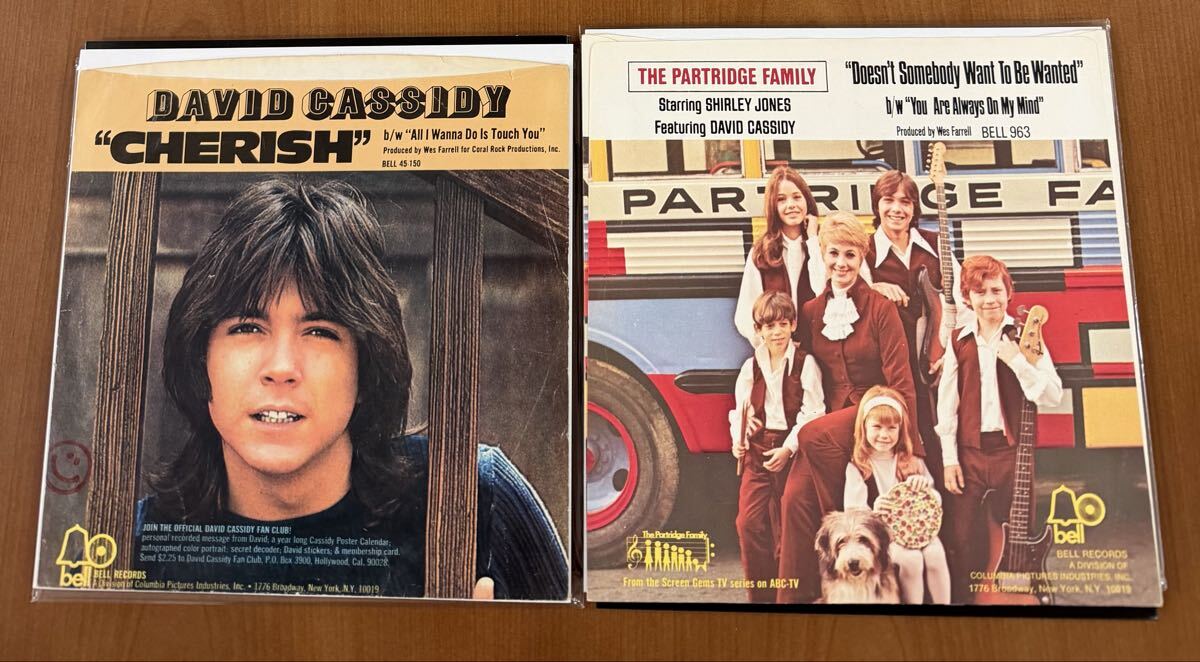 DAVID CASSIDY
"CHERISH"
b/w "All I Wanna Do Is Touch You"
Produced by Wes Farrell for Coral Rock Productions, Inc.
BELL 45-150
JOIN THE OFFICIAL DAVID CASSIDY FAN CLUB!
personal recorded message from David; a year long Cassidy Poster Calendar;
autographed color portrait; secret decoder; David stickers; & membership card.
Send $2.25 to David Cassidy Fan Club, P.O. Box 3900, Hollywood, Cal. 90028.
bell
BELL RECORDS
A Division of Columbia Pictures Industries, Inc. • 1776 Broadway, New York, N.Y. 10019
THE PARTRIDGE FAMILY
Starring SHIRLEY JONES
Featuring DAVID CASSIDY
"Doesn't Somebody Want To Be Wanted"
b/w "You Are Always On My Mind"
Produced by Wes Farrell BELL 963
PARTRIDGE FA
The Partridge Family
From the Screen Gems TV series on ABC-TV
bell
BELL RECORDS
A DIVISION OF
COLUMBIA PICTURES INDUSTRIES, INC.
1776 Broadway, New York, N.Y. 10019